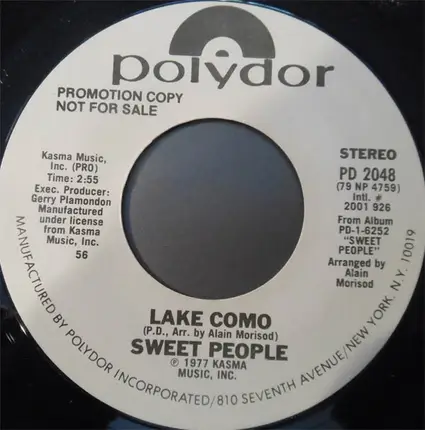 polydor
PROMOTION COPY
NOT FOR SALE
Kasma Music,
Inc. (PRO)
Time: 2:55
Exec. Producer:
Gerry Plamondon
Manufactured
under license
from Kasma
Music, Inc.
56
STEREO
PD 2048
(79 NP 4759)
Intl. #
2001 926
From Album
PD-1-6252
"SWEET
PEOPLE"
Arranged by
Alain
Morisod
LAKE COMO
(P.D., Arr. by Alain Morisod)
SWEET PEOPLE
℗ 1977 KASMA
MUSIC, INC.
MANUFACTURED BY POLYDOR INCORPORATED/810 SEVENTH AVENUE/NEW YORK, N.Y. 10019